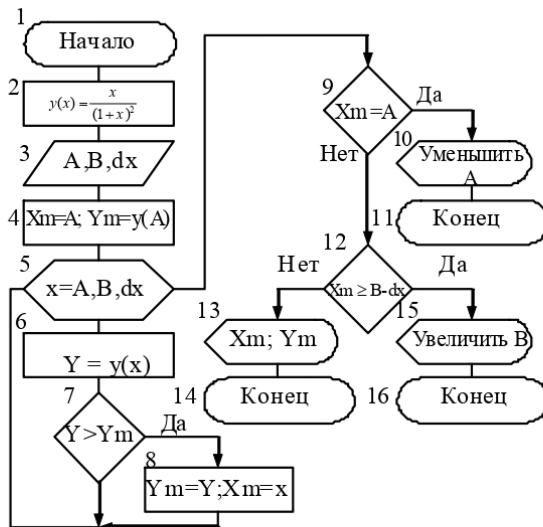 1
Начало
2
y(x) = x/(1+x)²
3
A,B,dx
4
Xm=A; Ym=y(A)
5
x=A,B,dx
6
Y = y(x)
7
Y>Ym
Да
8
Ym=Y;Xm=x
9
Xm=A
Да
Нет
10
Уменьшить
A
11
Конец
12
Нет
Xm ≥ B-dx
Да
13
Xm; Ym
14
Конец
15
Увеличить B
16
Конец